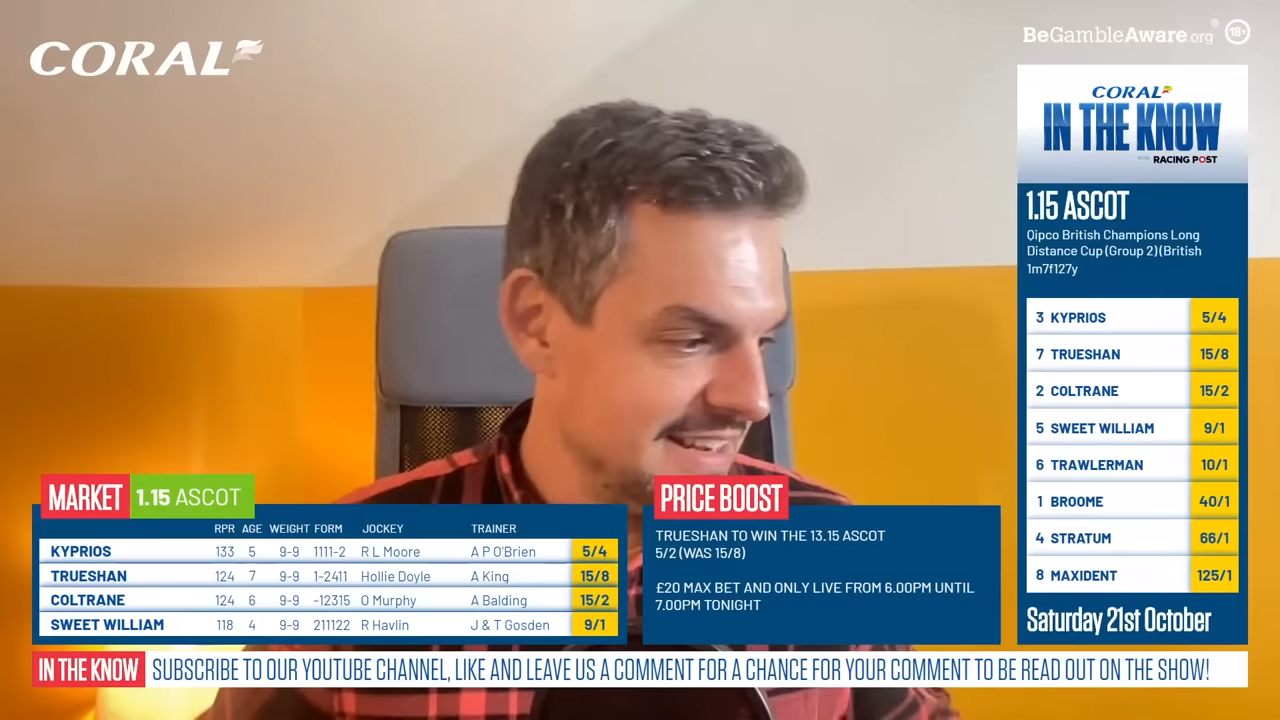 CORAL
BeGambleAware.org® 18+
CORAL
IN THE KNOW
WITH RACING POST
1.15 ASCOT
Qipco British Champions Long
Distance Cup (Group 2) (British
1m7f127y
3 KYPRIOS 5/4
7 TRUESHAN 15/8
2 COLTRANE 15/2
5 SWEET WILLIAM 9/1
6 TRAWLERMAN 10/1
1 BROOME 40/1
4 STRATUM 66/1
8 MAXIDENT 125/1
Saturday 21st October
MARKET 1.15 ASCOT
RPR AGE WEIGHT FORM JOCKEY TRAINER
KYPRIOS 133 5 9-9 1111-2 R L Moore A P O'Brien 5/4
TRUESHAN 124 7 9-9 1-2411 Hollie Doyle A King 15/8
COLTRANE 124 6 9-9 -12315 O Murphy A Balding 15/2
SWEET WILLIAM 118 4 9-9 211122 R Havlin J & T Gosden 9/1
PRICE BOOST
TRUESHAN TO WIN THE 13.15 ASCOT
5/2 (WAS 15/8)
£20 MAX BET AND ONLY LIVE FROM 6.00PM UNTIL
7.00PM TONIGHT
IN THE KNOW SUBSCRIBE TO OUR YOUTUBE CHANNEL, LIKE AND LEAVE US A COMMENT FOR A CHANCE FOR YOUR COMMENT TO BE READ OUT ON THE SHOW!